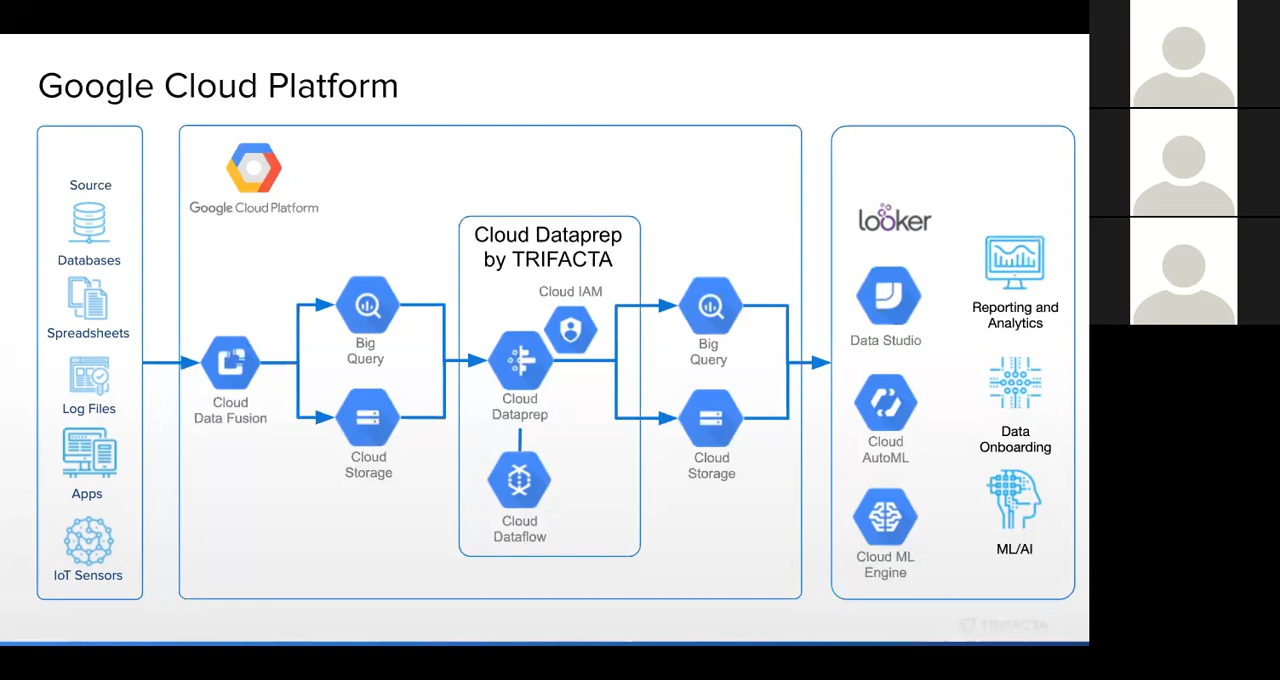 Google Cloud Platform
Source
Databases
Spreadsheets
Log Files
Apps
IoT Sensors
Google Cloud Platform
Cloud
Data Fusion
Big
Query
Cloud
Storage
Cloud Dataprep
by TRIFACTA
Cloud IAM
Cloud
Dataprep
Cloud
Dataflow
Big
Query
Cloud
Storage
looker
Data Studio
Cloud
AutoML
Cloud ML
Engine
Reporting and
Analytics
Data
Onboarding
ML/AI
TRIFACTA